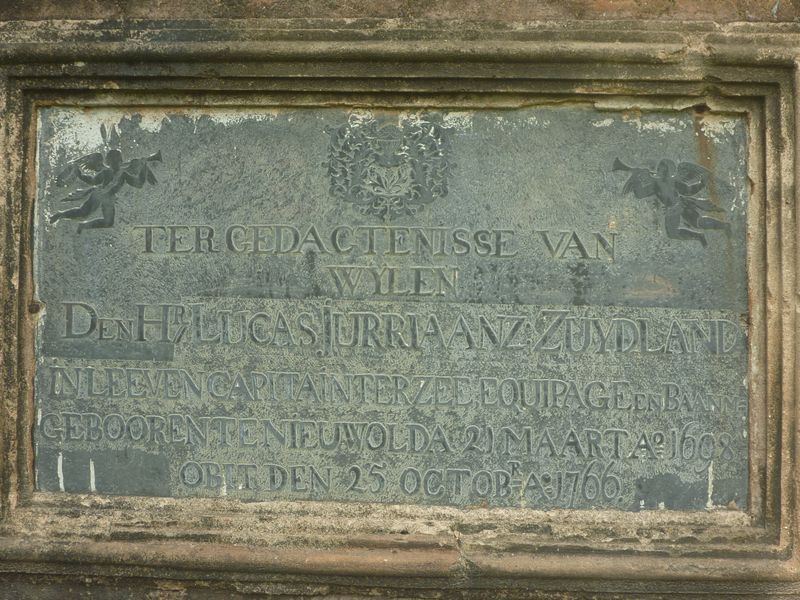 TER GEDACTENISSE VAN
WYLEN
DEN HR. LUCAS JURRIAANZ: ZUYDLAND
IN LEEVEN CAPITAIN TER ZEE, EQUIPAGE EN BAANM=
GEBOOREN TE NIEUWOLDA 21 MAART Ao. 1698
OBIT DEN 25 OCTOBR. A: 1766